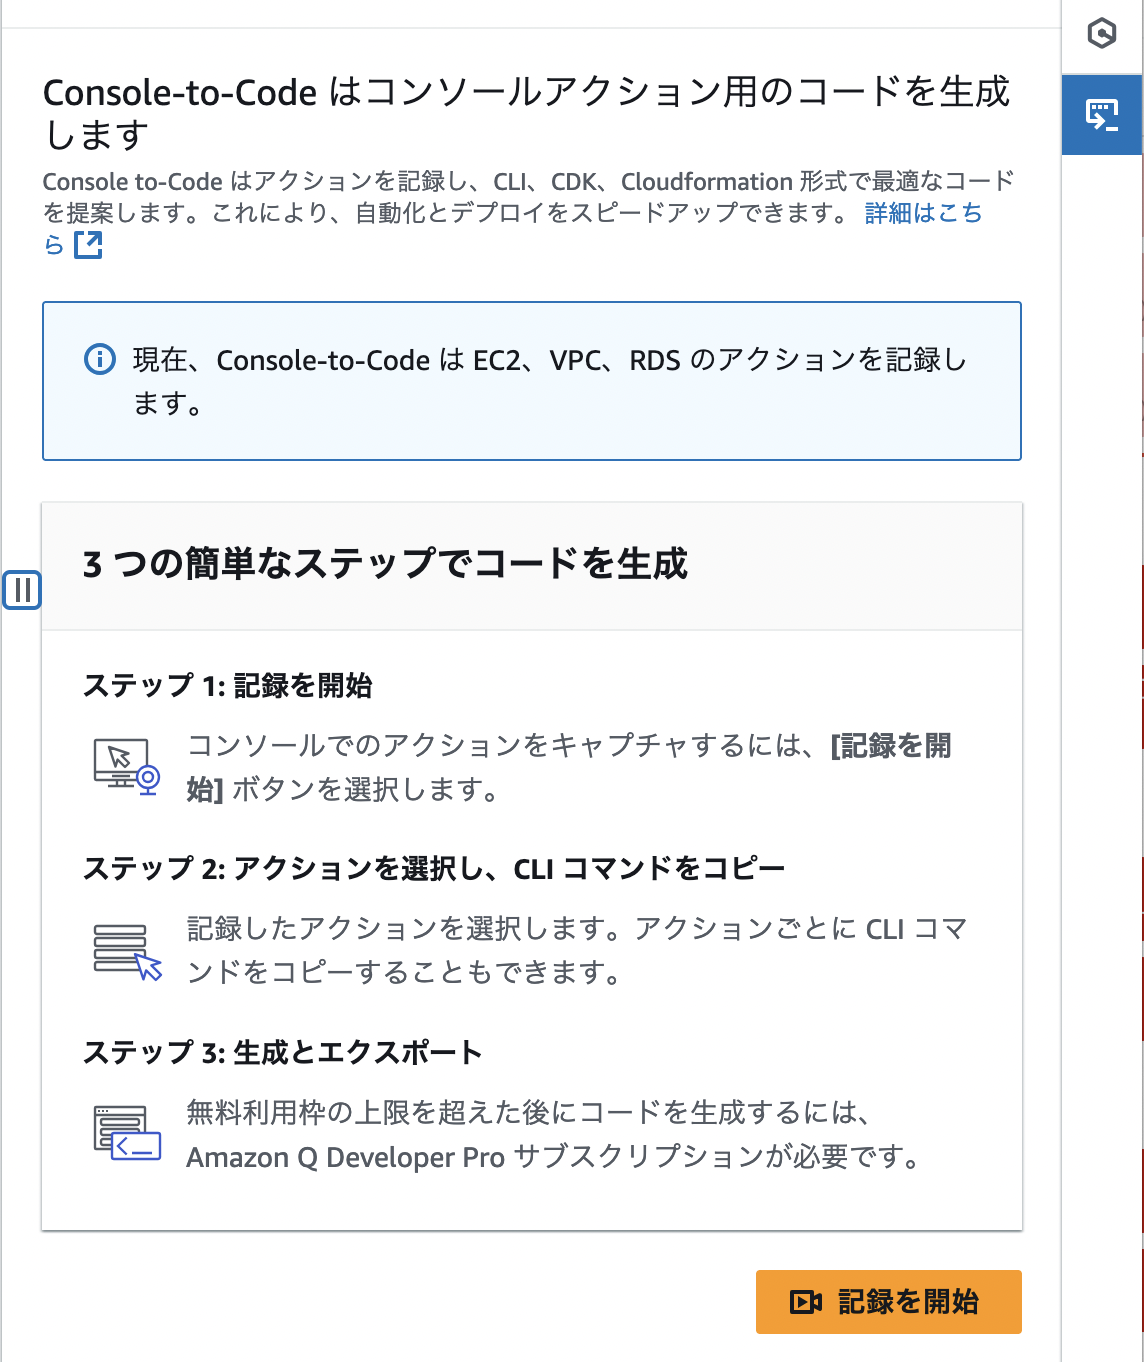 Console-to-Code はコンソールアクション用のコードを生成
します
Console to-Code はアクションを記録し、CLI、CDK、Cloudformation 形式で最適なコード
を提案します。これにより、自動化とデプロイをスピードアップできます。 詳細はこち
ら
現在、Console-to-Code は EC2、VPC、RDS のアクションを記録し
ます。
3 つの簡単なステップでコードを生成
ステップ 1: 記録を開始
コンソールでのアクションをキャプチャするには、[記録を開
始] ボタンを選択します。
ステップ 2: アクションを選択し、CLI コマンドをコピー
記録したアクションを選択します。アクションごとに CLI コマ
ンドをコピーすることもできます。
ステップ 3: 生成とエクスポート
無料利用枠の上限を超えた後にコードを生成するには、
Amazon Q Developer Pro サブスクリプションが必要です。
記録を開始